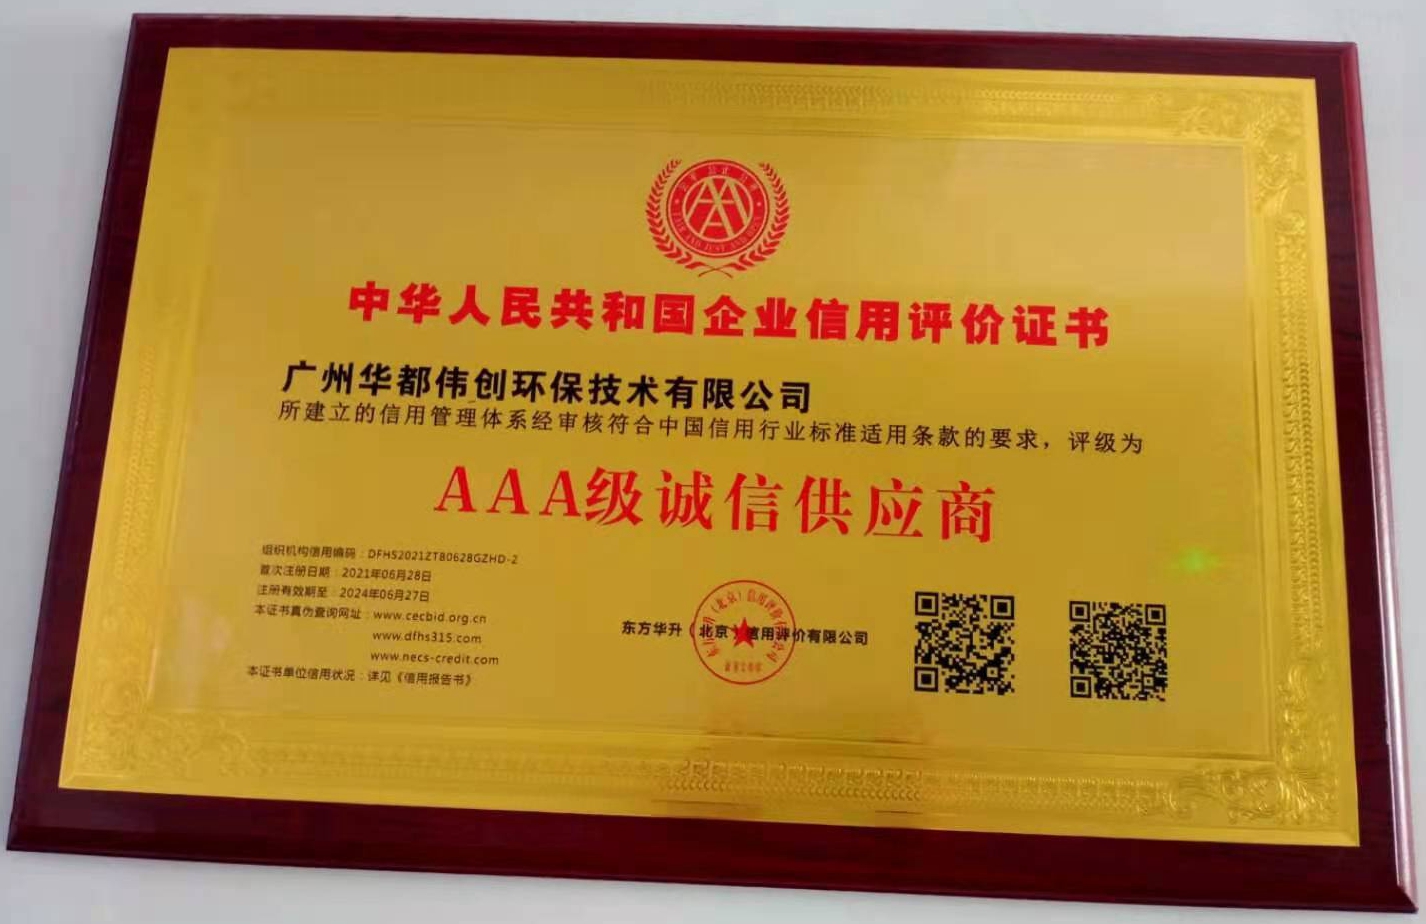 AAA
中华人民共和国企业信用评价证书
广州华都伟创环保技术有限公司
所建立的信用管理体系经审核符合中国信用行业标准适用条款的要求，评级为
AAA级诚信供应商
组织机构信用编码：DFHS2021ZTB0628GZHD-2
首次注册日期：2021年06月28日
注册有效期至：2024年06月27日
本证书真伪查询网址：www.cecbid.org.cn
www.dfhs315.com
www.necs-credit.com
本证书单位信用状况：详见《信用报告书》
东方华升（北京）信用评价有限公司